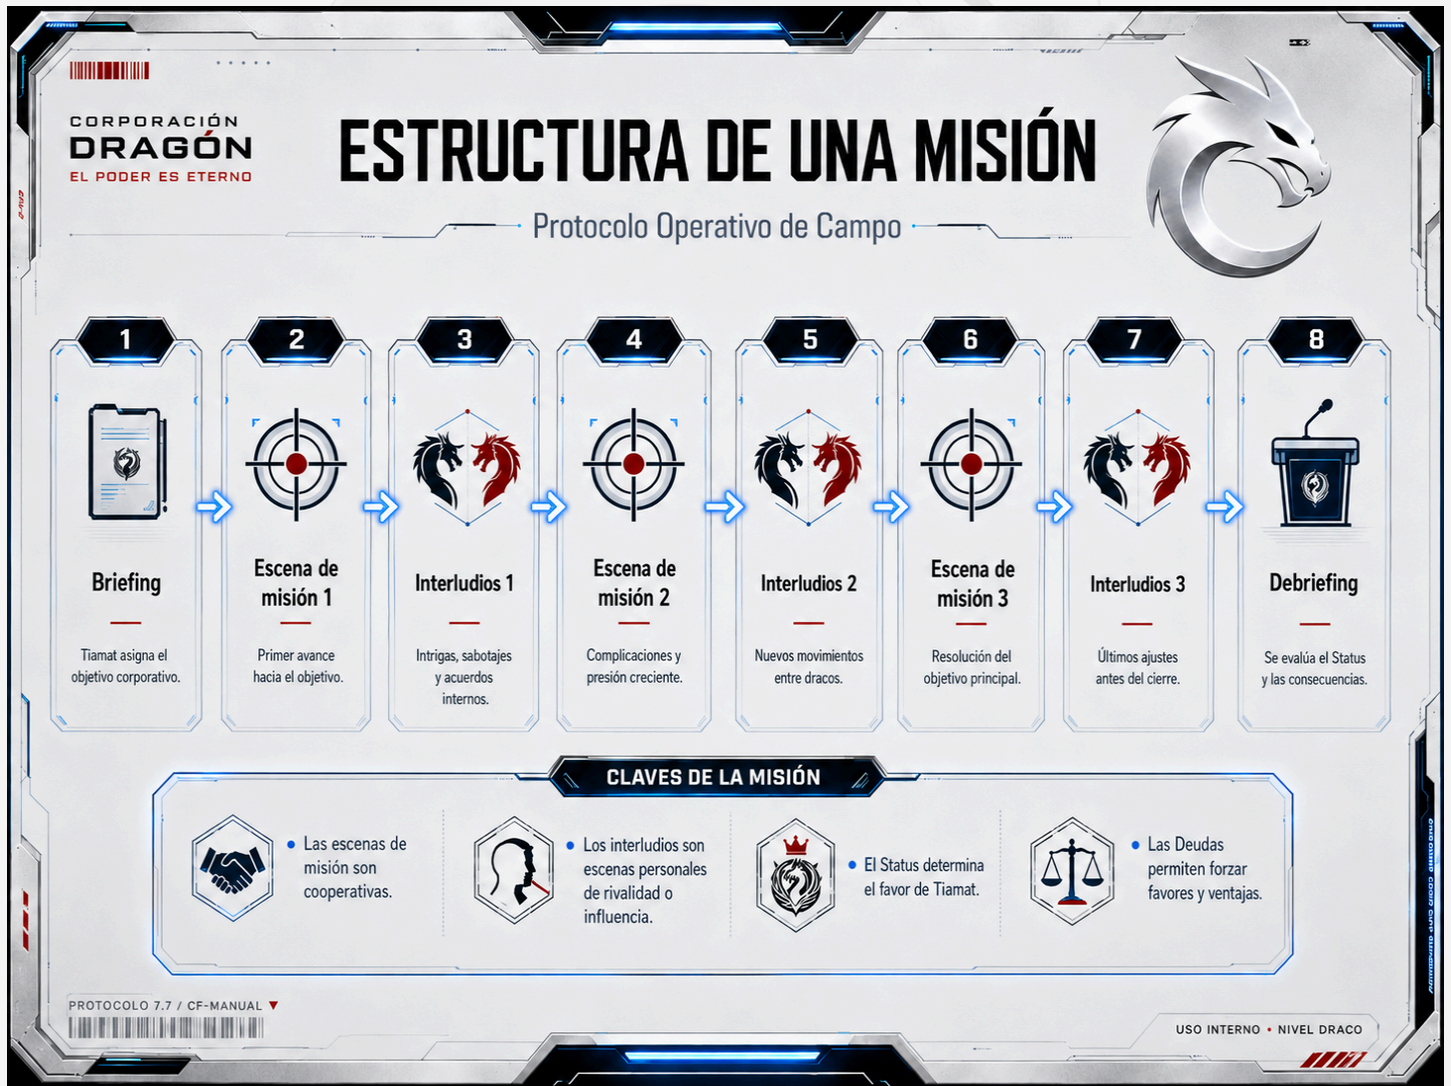 CORPORACIÓN
DRAGÓN
EL PODER ES ETERNO
ESTRUCTURA DE UNA MISIÓN
Protocolo Operativo de Campo
1
Briefing
Tiamat asigna el
objetivo corporativo.
2
Escena de
misión 1
Primer avance
hacia el objetivo.
3
Interludios 1
Intrigas, sabotajes
y acuerdos
internos.
4
Escena de
misión 2
Complicaciones y
presión creciente.
5
Interludios 2
Nuevos movimientos
entre dracos.
6
Escena de
misión 3
Resolución del
objetivo principal.
7
Interludios 3
Últimos ajustes
antes del cierre.
8
Debriefing
Se evalúa el Status
y las consecuencias.
CLAVES DE LA MISIÓN
• Las escenas de
misión son
cooperativas.
• Los interludios son
escenas personales
de rivalidad o
influencia.
• El Status determina
el favor de Tiamat.
• Las Deudas
permiten forzar
favores y ventajas.
PROTOCOLO 7.7 / CF-MANUAL
USO INTERNO • NIVEL DRACO